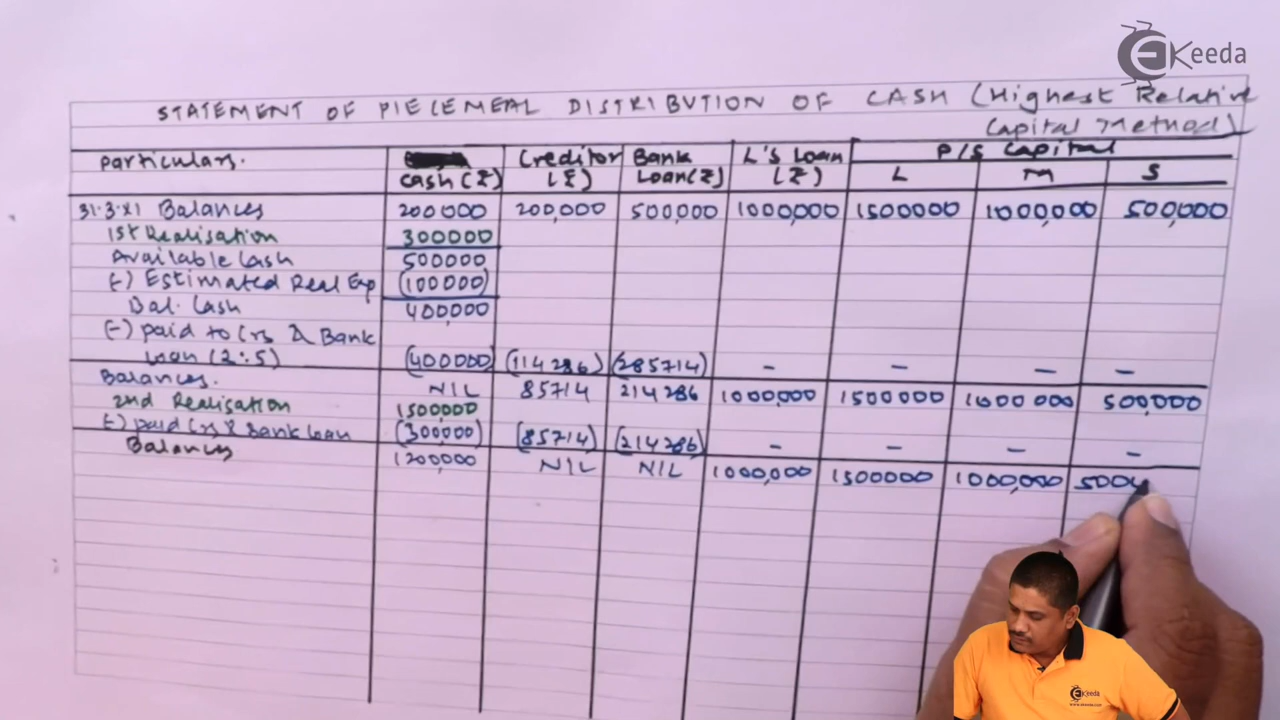 EKeeda
STATEMENT OF PIECEMEAL DISTRIBUTION OF CASH (Highest Relative
Capital Method)
Particulars. Cash (₹) Creditor (₹) Bank Loan (₹) L's Loan (₹) P/S Capital
L M S
31.3.21 Balances 200000 200,000 500,000 1000,000 1500000 1000,000 500,000
1st Realisation 300000
Available Cash 500000
(-) Estimated Real Exp (100000)
Bal. Cash 400000
(-) paid to Crs & Bank
Loan (2:5) (400000) (114286) (285714) - - -
Balances. NIL 85714 214286 1000,000 1500000 1000000 500,000
2nd Realisation 1500000
(-) paid Crs & Bank Loan (300000) (85714) (214286) - - -
Balances 1200000 NIL NIL 1000,000 1500000 1000,000 500
EKeeda